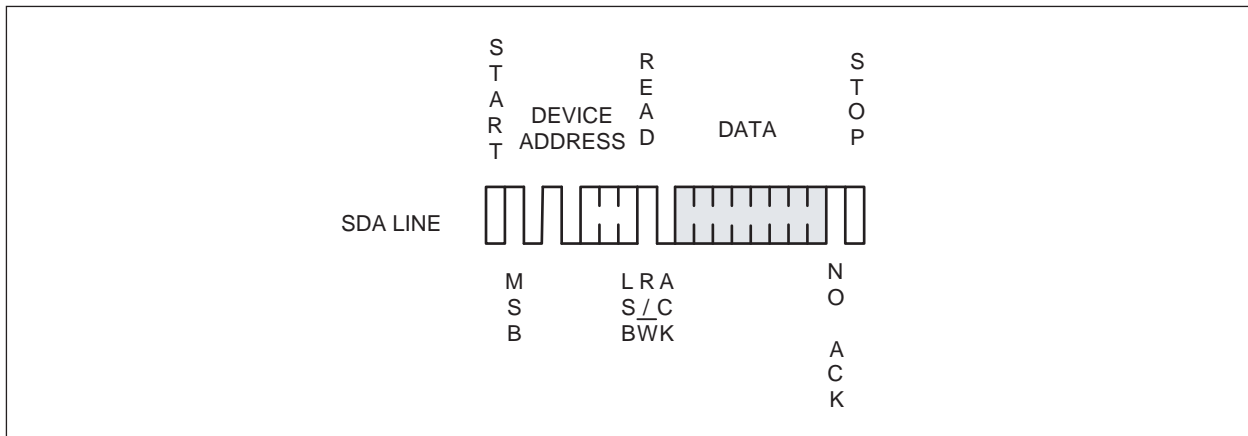 START
DEVICE
ADDRESS
READ
DATA
STOP
SDA LINE
MSB
LSB
R/W
ACK
NO ACK